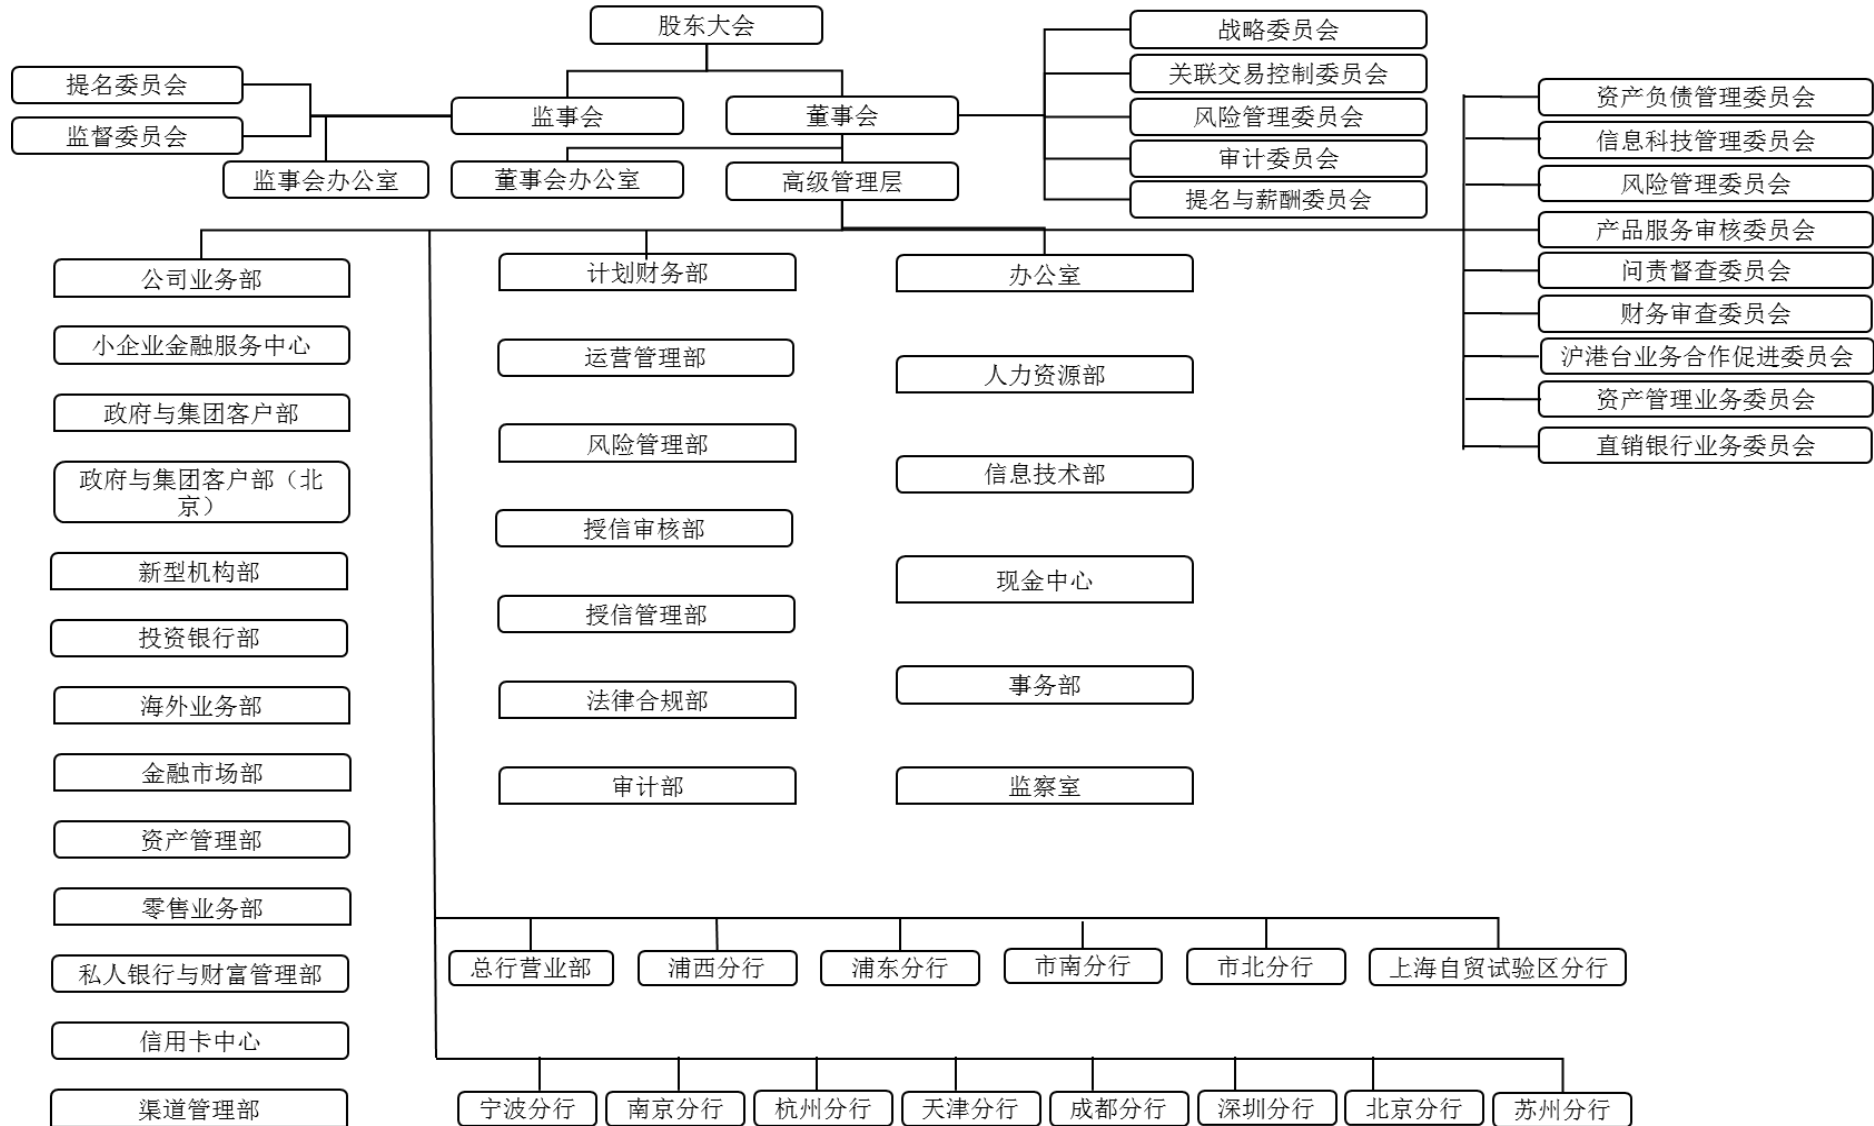 股东大会
提名委员会
监督委员会
监事会
董事会
监事会办公室
董事会办公室
高级管理层
战略委员会
关联交易控制委员会
风险管理委员会
审计委员会
提名与薪酬委员会
资产负债管理委员会
信息科技管理委员会
风险管理委员会
产品服务审核委员会
问责督查委员会
财务审查委员会
沪港台业务合作促进委员会
资产管理业务委员会
直销银行业务委员会
公司业务部
小企业金融服务中心
政府与集团客户部
政府与集团客户部（北
京）
新型机构部
投资银行部
海外业务部
金融市场部
资产管理部
零售业务部
私人银行与财富管理部
信用卡中心
渠道管理部
计划财务部
运营管理部
风险管理部
授信审核部
授信管理部
法律合规部
审计部
办公室
人力资源部
信息技术部
现金中心
事务部
监察室
总行营业部
浦西分行
浦东分行
市南分行
市北分行
上海自贸试验区分行
宁波分行
南京分行
杭州分行
天津分行
成都分行
深圳分行
北京分行
苏州分行